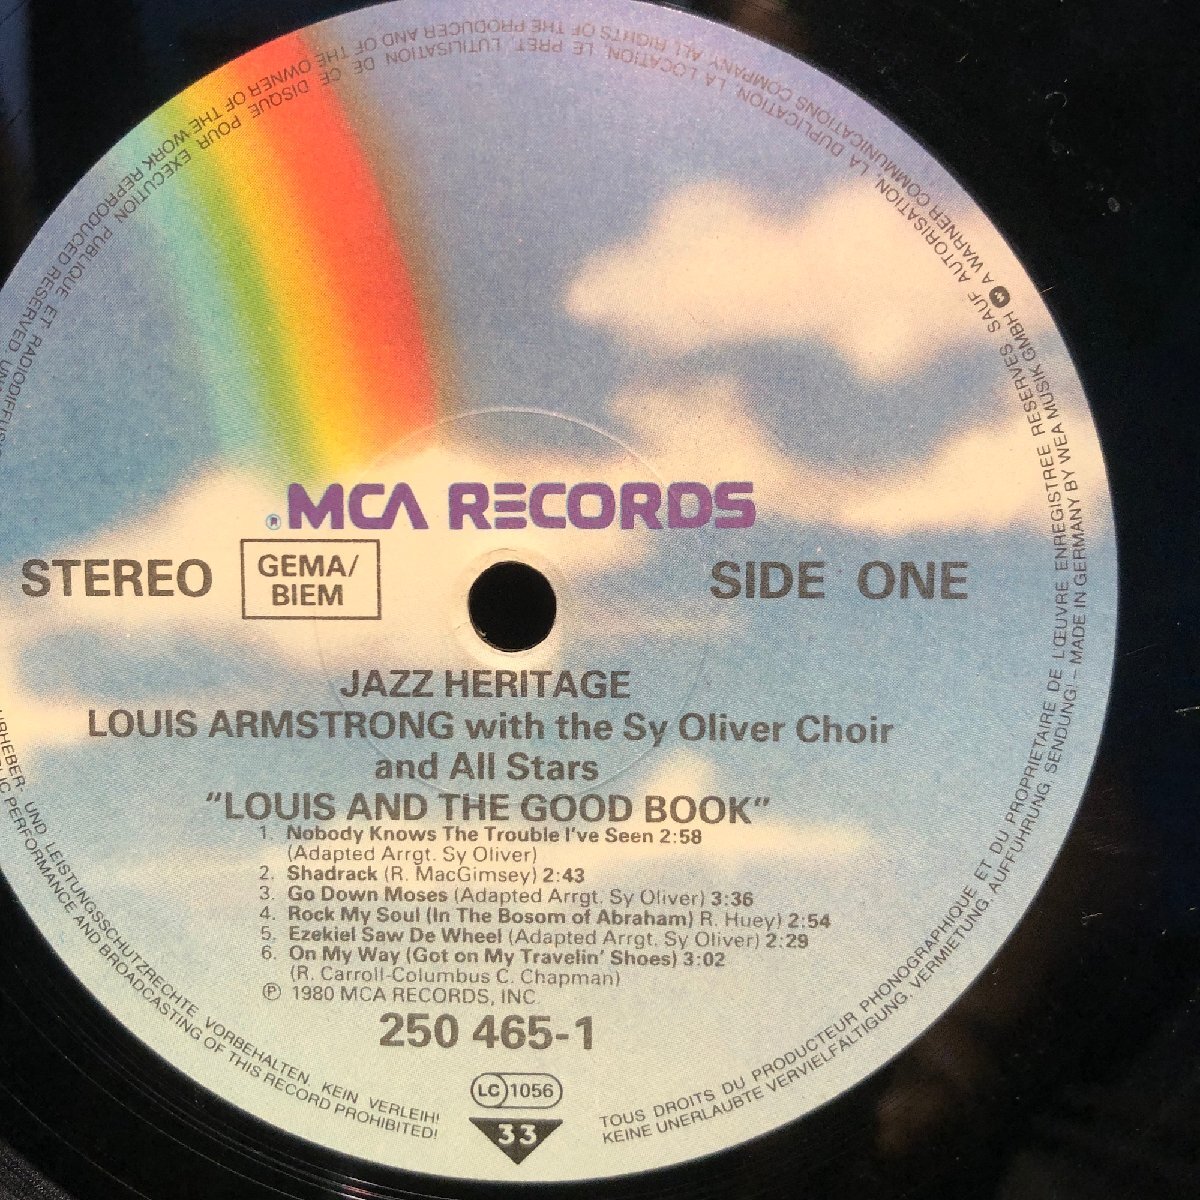 ® MCA RECORDS
STEREO
GEMA/
BIEM
SIDE ONE
JAZZ HERITAGE
LOUIS ARMSTRONG with the Sy Oliver Choir
and All Stars
"LOUIS AND THE GOOD BOOK"
1. Nobody Knows The Trouble I've Seen 2:58
(Adapted Arrgt. Sy Oliver)
2. Shadrack (R. MacGimsey) 2:43
3. Go Down Moses (Adapted Arrgt. Sy Oliver) 3:36
4. Rock My Soul (In The Bosom of Abraham) R. Huey) 2:54
5. Ezekiel Saw De Wheel (Adapted Arrgt. Sy Oliver) 2:29
6. On My Way (Got on My Travelin' Shoes) 3:02
(R. Carroll-Columbus C. Chapman)
℗ 1980 MCA RECORDS, INC.
250 465-1
LC 1056
33
TOUS DROITS DU PRODUCTEUR PHONOGRAPHIQUE ET DU PROPRIETAIRE DE L'ŒUVRE ENREGISTREE RESERVES. SAUF AUTORISATION, LA DUPLICATION, LA LOCATION, LE PRET, L'UTILISATION DE CE DISQUE POUR EXECUTION PUBLIQUE ET RADIODIFFUSION
KEINE UNERLAUBTE VERVIELFÄLTIGUNG, VERMIETUNG, AUFFÜHRUNG, SENDUNG! – MADE IN GERMANY BY WEA MUSIK GMBH A WARNER COMMUNICATIONS COMPANY. ALL RIGHTS OF THE PRODUCER AND OF THE OWNER OF THE WORK REPRODUCED RESERVED.
URHEBER- UND LEISTUNGSSCHUTZRECHTE VORBEHALTEN. KEIN VERLEIH!
PUBLIC PERFORMANCE AND BROADCASTING OF THIS RECORD PROHIBITED!